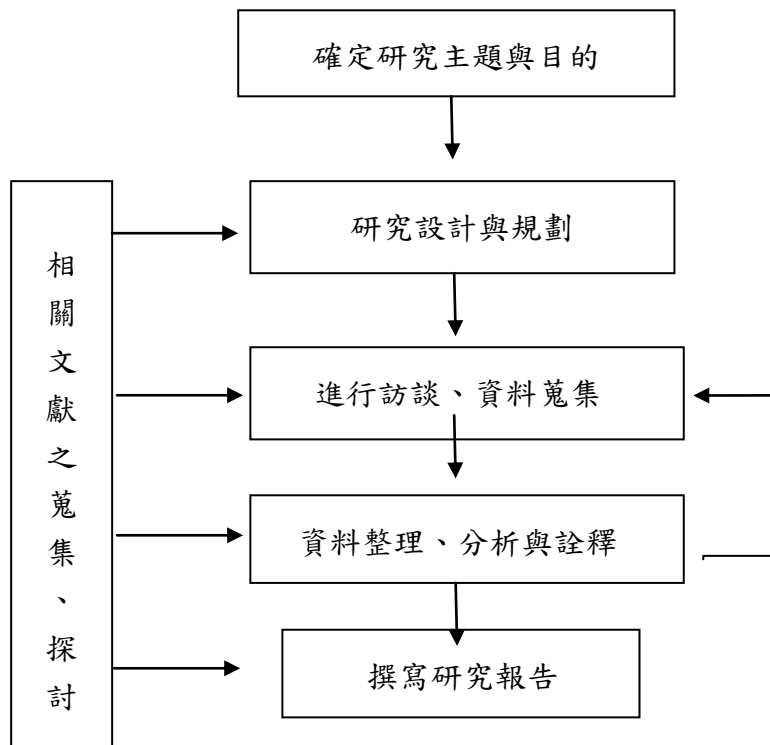 確定研究主題與目的
研究設計與規劃
相關文獻之蒐集、探討
進行訪談、資料蒐集
資料整理、分析與詮釋
撰寫研究報告